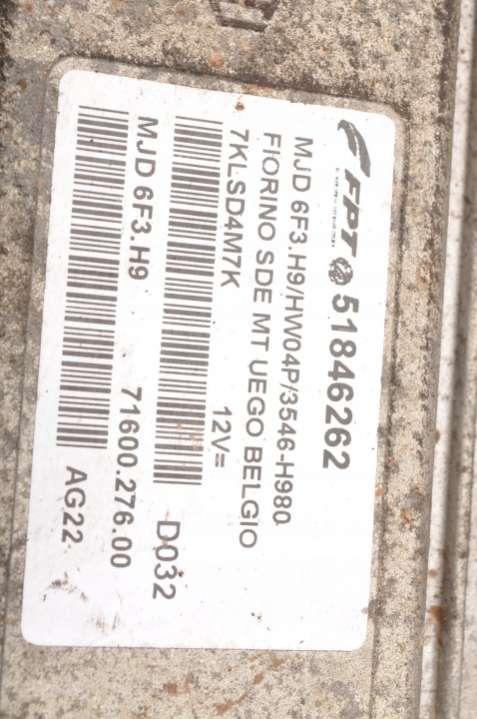 FPT 51846262
MJD 6F3.H9/HW04P/3546-H980
FIORINO SDE MT UEGO BELGIO
7KLSD4M7K 12V=
D032
MJD 6F3.H9 71600.276.00
AG22